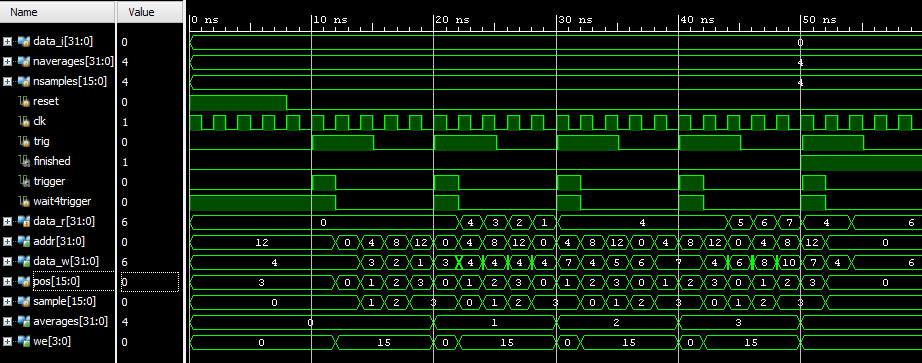 Name Value 0 ns 10 ns 20 ns 30 ns 40 ns 50 ns
data_i[31:0] 0 0
naverages[31:0] 4 4
nsamples[15:0] 4 4
reset 0
clk 1
trig 0
finished 1
trigger 0
wait4trigger 0
data_r[31:0] 6 0 4 3 2 1 4 5 6 7 4 6
addr[31:0] 0 12 0 4 8 12 0 4 8 12 0 4 8 12 0 4 8 12 0 4 8 12 0
data_w[31:0] 6 4 3 2 1 3 4 4 4 4 7 4 5 6 7 4 6 8 10 7 4 6
pos[15:0] 0 3 0 1 2 3 0 1 2 3 0 1 2 3 0 1 2 3 0 1 2 3 0
sample[15:0] 0 0 1 2 3 0 1 2 3 0 1 2 3 0 1 2 3 0
averages[31:0] 4 0 1 2 3
we[3:0] 0 0 15 0 15 0 15 0 15